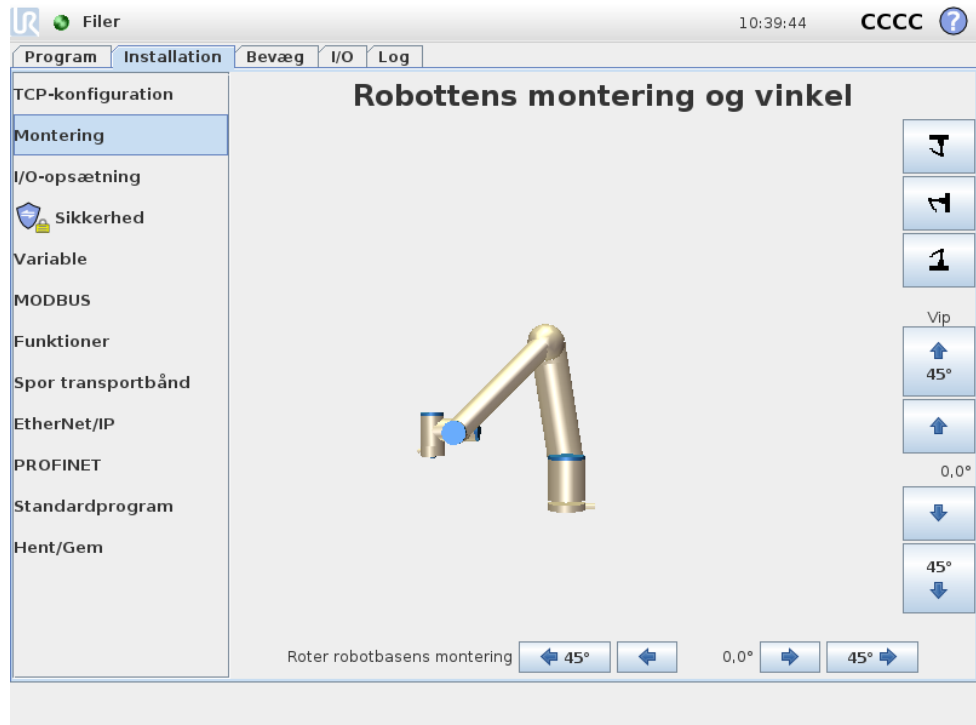 UR Filer 10:39:44 CCCC ?
Program Installation Bevæg I/O Log
Robottens montering og vinkel
TCP-konfiguration
Montering
I/O-opsætning
Sikkerhed
Variable
MODBUS
Funktioner
Spor transportbånd
EtherNet/IP
PROFINET
Standardprogram
Hent/Gem
Vip
45°
0,0°
45°
Roter robotbasens montering 45° 0,0° 45°